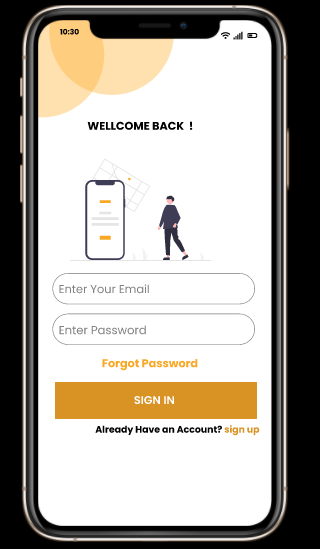 10:30
WELLCOME BACK !
Enter Your Email
Enter Password
Forgot Password
SIGN IN
Already Have an Account? sign up